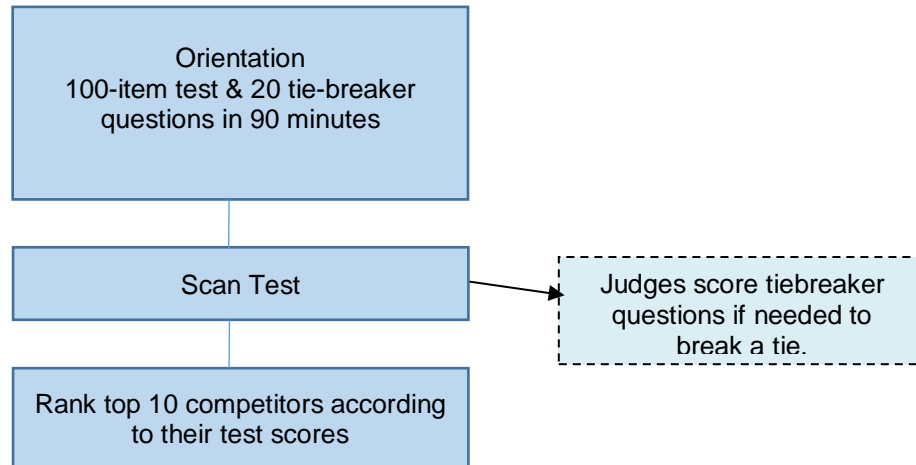 Orientation
100-item test & 20 tie-breaker
questions in 90 minutes
Scan Test
Judges score tiebreaker
questions if needed to
break a tie.
Rank top 10 competitors according
to their test scores